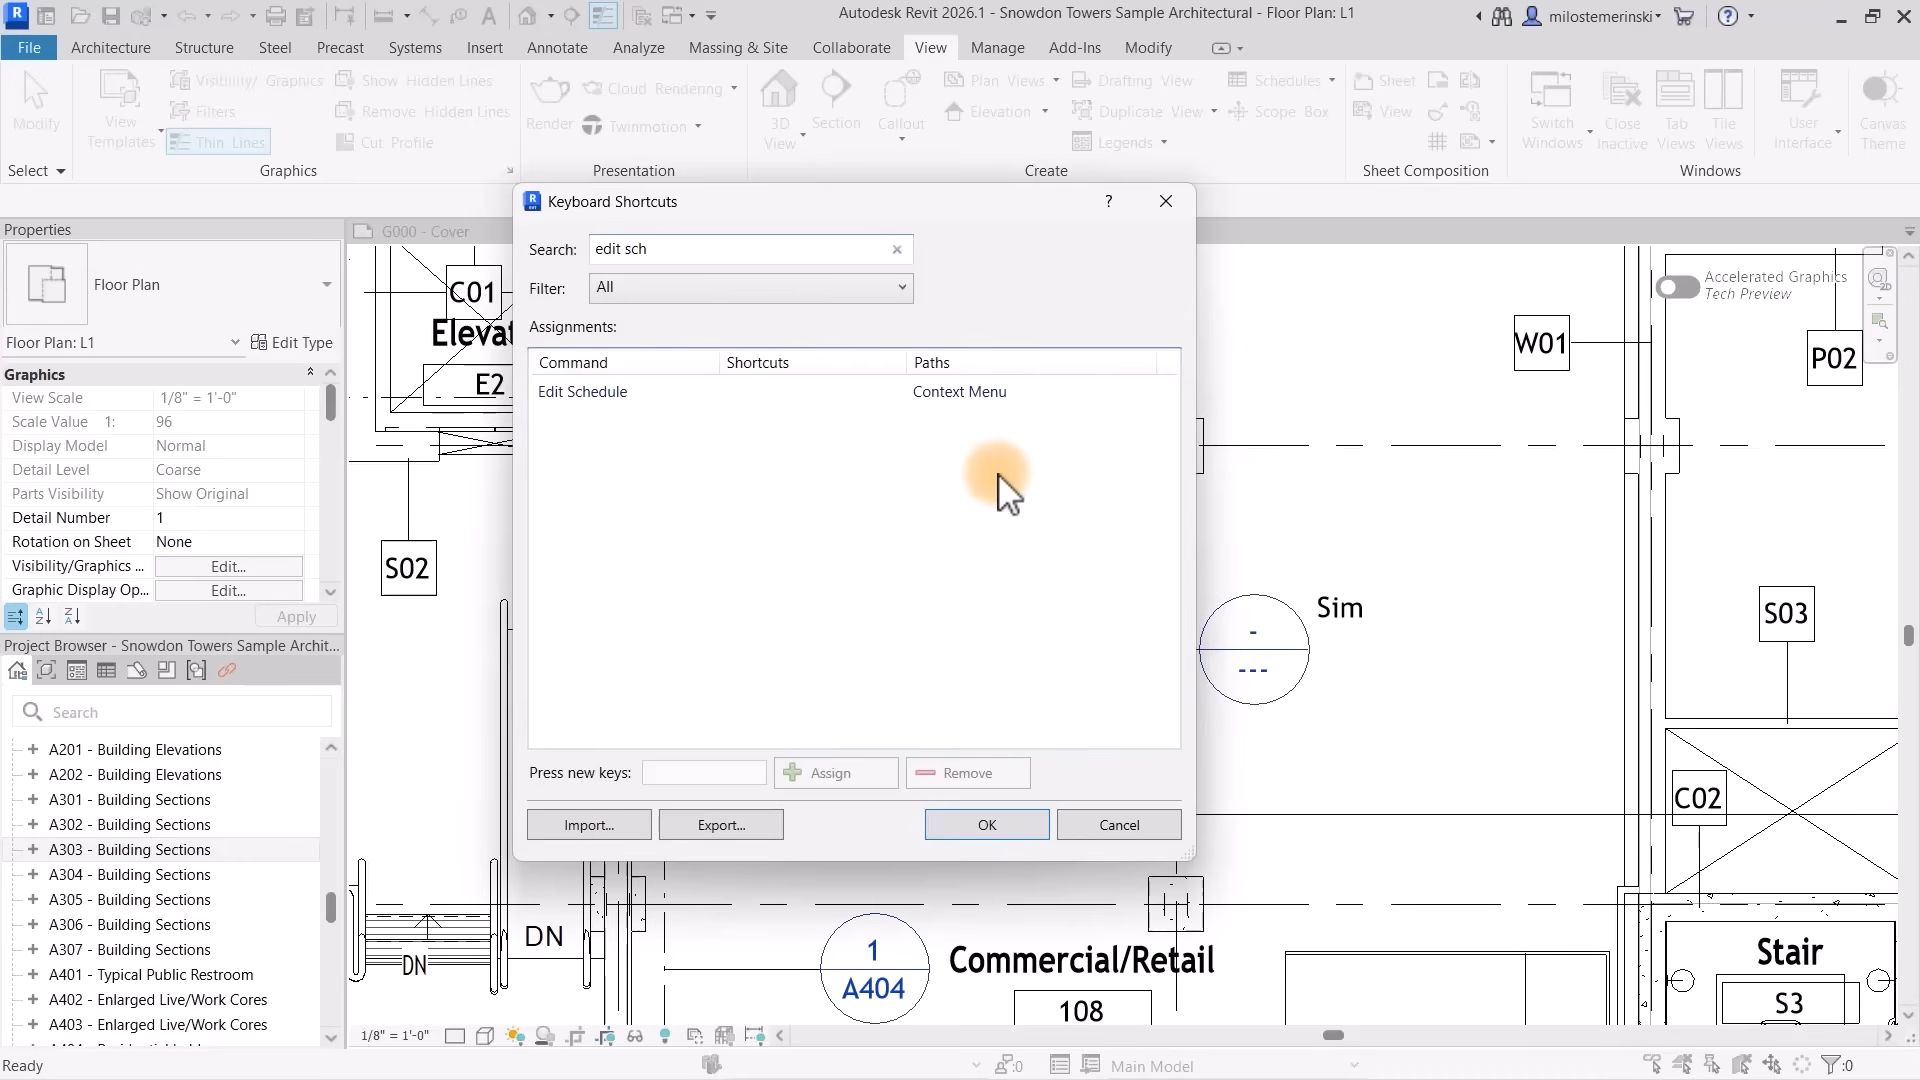 Autodesk Revit 2026.1 - Snowdon Towers Sample Architectural - Floor Plan: L1
milostemerinski
File
Architecture
Structure
Steel
Precast
Systems
Insert
Annotate
Analyze
Massing & Site
Collaborate
View
Manage
Add-Ins
Modify
Modify
View Templates
Visibility/ Graphics
Filters
Thin Lines
Show Hidden Lines
Remove Hidden Lines
Cut Profile
Render
Cloud Rendering
Twinmotion
3D View
Section
Callout
Plan Views
Elevation
Drafting View
Duplicate View
Legends
Schedules
Scope Box
Sheet
View
Switch Windows
Close Inactive
Tab Views
Tile Views
User Interface
Canvas Theme
Select
Graphics
Presentation
Create
Sheet Composition
Windows
Properties
Floor Plan
Floor Plan: L1
Edit Type
Graphics
View Scale 1/8" = 1'-0"
Scale Value 1: 96
Display Model Normal
Detail Level Coarse
Parts Visibility Show Original
Detail Number 1
Rotation on Sheet None
Visibility/Graphics ... Edit...
Graphic Display Op... Edit...
Apply
Project Browser - Snowdon Towers Sample Archit...
Search
A201 - Building Elevations
A202 - Building Elevations
A301 - Building Sections
A302 - Building Sections
A303 - Building Sections
A304 - Building Sections
A305 - Building Sections
A306 - Building Sections
A307 - Building Sections
A401 - Typical Public Restroom
A402 - Enlarged Live/Work Cores
A403 - Enlarged Live/Work Cores
G000 - Cover
Keyboard Shortcuts
?
Search: edit sch
Filter: All
Assignments:
Command Shortcuts Paths
Edit Schedule Context Menu
Press new keys:
Assign
Remove
Import...
Export...
OK
Cancel
Accelerated Graphics
Tech Preview
2D
C01
Elevat
E2
S02
DN
DN
1
A404
Commercial/Retail
108
-
---
Sim
W01
P02
S03
C02
Stair
S3
1/8" = 1'-0"
Ready
:0
Main Model
:0